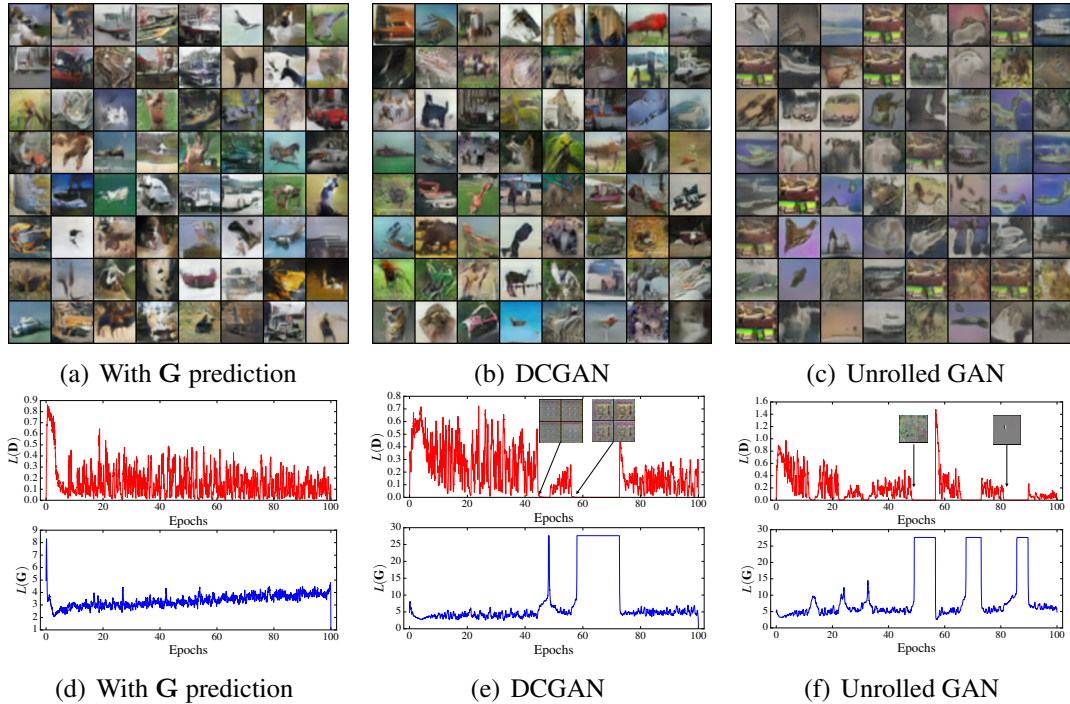 (a) With G prediction
(b) DCGAN
(c) Unrolled GAN
0.9
0.8
0.7
0.6
0.5
0.4
0.3
0.2
0.1
0.0
L(D)
0 20 40 60 80 100
Epochs
0.8
0.7
0.6
0.5
0.4
0.3
0.2
0.1
0.0
L(D)
0 20 40 60 80 100
Epochs
1.6
1.4
1.2
1.0
0.8
0.6
0.4
0.2
0.0
L(D)
0 20 40 60 80 100
Epochs
9
8
7
6
5
4
3
2
1
L(G)
0 20 40 60 80 100
Epochs
30
25
20
15
10
5
0
L(G)
0 20 40 60 80 100
Epochs
30
25
20
15
10
5
0
L(G)
0 20 40 60 80 100
Epochs
(d) With G prediction
(e) DCGAN
(f) Unrolled GAN